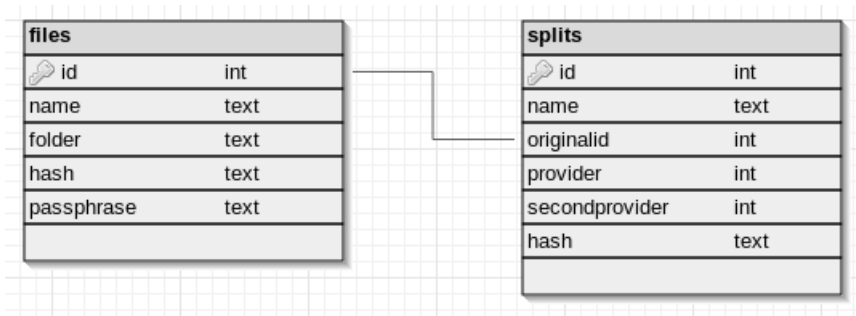 files
id int
name text
folder text
hash text
passphrase text
splits
id int
name text
originalid int
provider int
secondprovider int
hash text